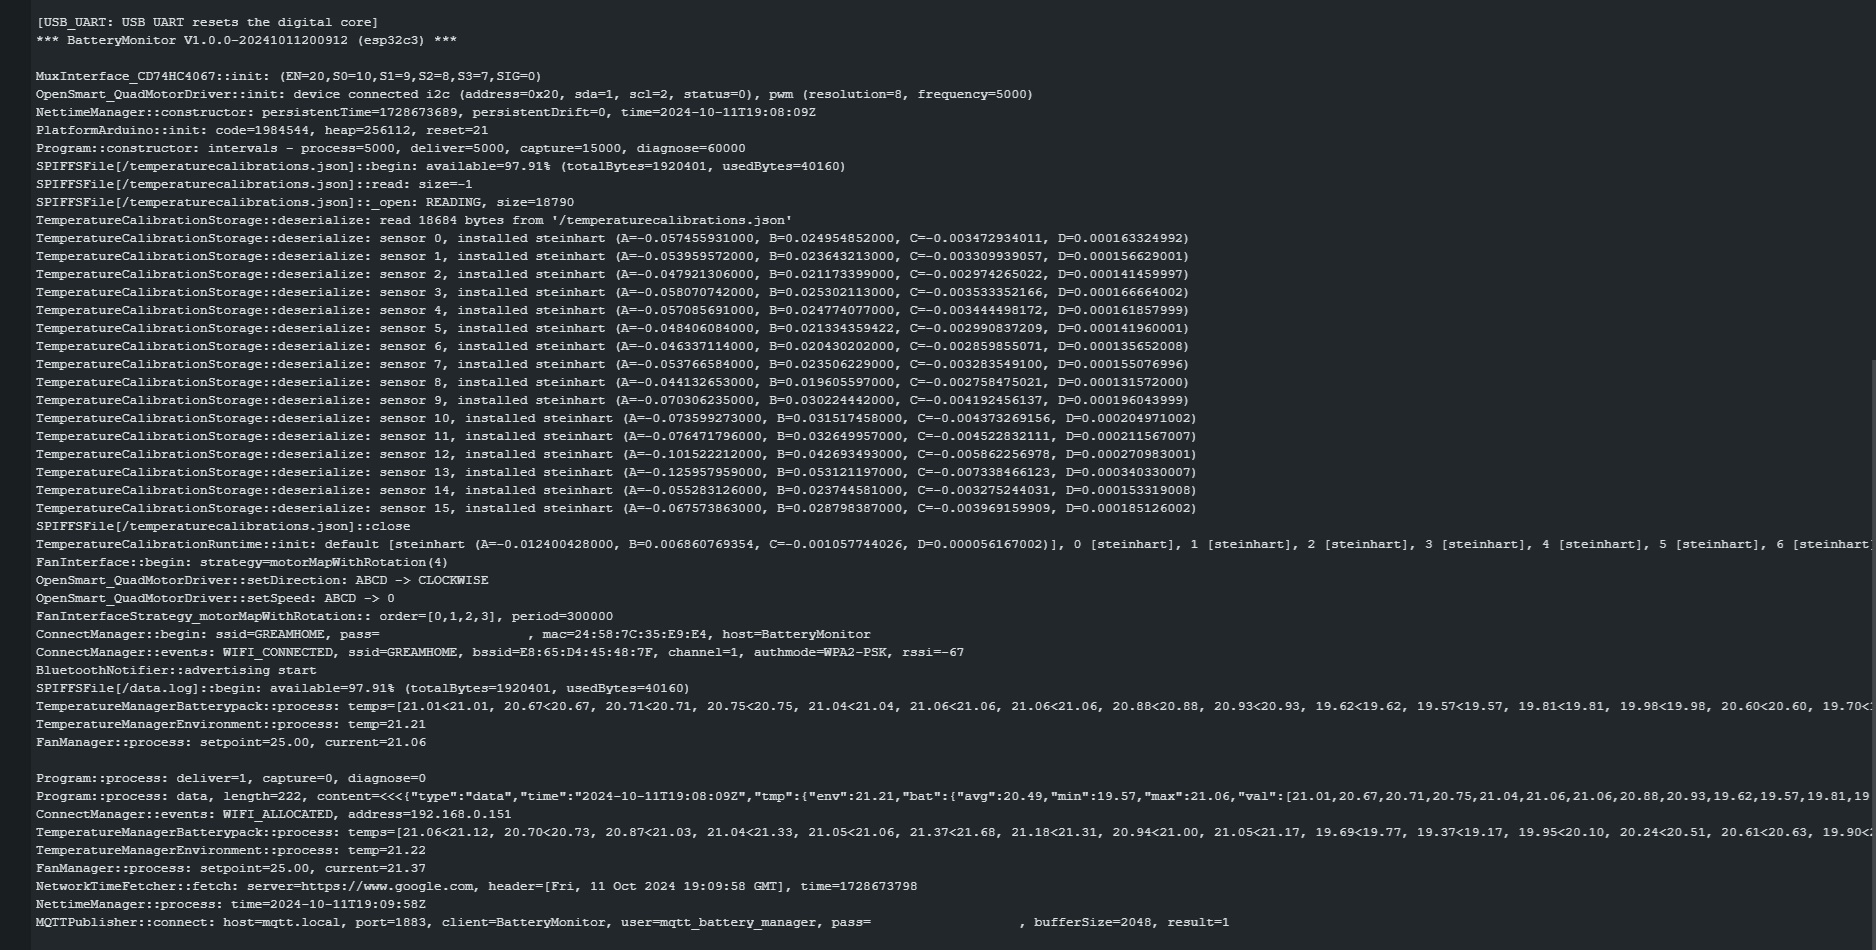 [USB_UART: USB UART resets the digital core]
*** BatteryMonitor V1.0.0-20241011200912 (esp32c3) ***
MuxInterface_CD74HC4067::init: (EN=20,S0=10,S1=9,S2=8,S3=7,SIG=0)
OpenSmart_QuadMotorDriver::init: device connected i2c (address=0x20, sda=1, scl=2, status=0), pwm (resolution=8, frequency=5000)
NettimeManager::constructor: persistentTime=1728673689, persistentDrift=0, time=2024-10-11T19:08:09Z
PlatformArduino::init: code=1984544, heap=256112, reset=21
Program::constructor: intervals - process=5000, deliver=5000, capture=15000, diagnose=60000
SPIFFSFile[/temperaturecalibrations.json]::begin: available=97.91% (totalBytes=1920401, usedBytes=40160)
SPIFFSFile[/temperaturecalibrations.json]::read: size=-1
SPIFFSFile[/temperaturecalibrations.json]::_open: READING, size=18790
TemperatureCalibrationStorage::deserialize: read 18684 bytes from '/temperaturecalibrations.json'
TemperatureCalibrationStorage::deserialize: sensor 0, installed steinhart (A=-0.057455931000, B=0.024954852000, C=-0.003472934011, D=0.000163324992)
TemperatureCalibrationStorage::deserialize: sensor 1, installed steinhart (A=-0.053959572000, B=0.023643213000, C=-0.003309939057, D=0.000156629001)
TemperatureCalibrationStorage::deserialize: sensor 2, installed steinhart (A=-0.047921306000, B=0.021173399000, C=-0.002974265022, D=0.000141459997)
TemperatureCalibrationStorage::deserialize: sensor 3, installed steinhart (A=-0.058070742000, B=0.025302113000, C=-0.003533352166, D=0.000166664002)
TemperatureCalibrationStorage::deserialize: sensor 4, installed steinhart (A=-0.057085691000, B=0.024774077000, C=-0.003444498172, D=0.000161857999)
TemperatureCalibrationStorage::deserialize: sensor 5, installed steinhart (A=-0.048406084000, B=0.021334359422, C=-0.002990837209, D=0.000141960001)
TemperatureCalibrationStorage::deserialize: sensor 6, installed steinhart (A=-0.046337114000, B=0.020430202000, C=-0.002859855071, D=0.000135652008)
TemperatureCalibrationStorage::deserialize: sensor 7, installed steinhart (A=-0.053766584000, B=0.023506229000, C=-0.003283549100, D=0.000155076996)
TemperatureCalibrationStorage::deserialize: sensor 8, installed steinhart (A=-0.044132653000, B=0.019605597000, C=-0.002758475021, D=0.000131572000)
TemperatureCalibrationStorage::deserialize: sensor 9, installed steinhart (A=-0.070306235000, B=0.030224442000, C=-0.004192456137, D=0.000196043999)
TemperatureCalibrationStorage::deserialize: sensor 10, installed steinhart (A=-0.073599273000, B=0.031517458000, C=-0.004373269156, D=0.000204971002)
TemperatureCalibrationStorage::deserialize: sensor 11, installed steinhart (A=-0.076471796000, B=0.032649957000, C=-0.004522832111, D=0.000211567007)
TemperatureCalibrationStorage::deserialize: sensor 12, installed steinhart (A=-0.101522212000, B=0.042693493000, C=-0.005862256978, D=0.000270983001)
TemperatureCalibrationStorage::deserialize: sensor 13, installed steinhart (A=-0.125957959000, B=0.053121197000, C=-0.007338466123, D=0.000340330007)
TemperatureCalibrationStorage::deserialize: sensor 14, installed steinhart (A=-0.055283126000, B=0.023744581000, C=-0.003275244031, D=0.000153319008)
TemperatureCalibrationStorage::deserialize: sensor 15, installed steinhart (A=-0.067573863000, B=0.028798387000, C=-0.003969159909, D=0.000185126002)
SPIFFSFile[/temperaturecalibrations.json]::close
TemperatureCalibrationRuntime::init: default [steinhart (A=-0.012400428000, B=0.006860769354, C=-0.001057744026, D=0.000056167002)], 0 [steinhart], 1 [steinhart], 2 [steinhart], 3 [steinhart], 4 [steinhart], 5 [steinhart], 6 [steinhart]
FanInterface::begin: strategy=motorMapWithRotation(4)
OpenSmart_QuadMotorDriver::setDirection: ABCD -> CLOCKWISE
OpenSmart_QuadMotorDriver::setSpeed: ABCD -> 0
FanInterfaceStrategy_motorMapWithRotation:: order=[0,1,2,3], period=300000
ConnectManager::begin: ssid=GREAMHOME, pass= , mac=24:58:7C:35:E9:E4, host=BatteryMonitor
ConnectManager::events: WIFI_CONNECTED, ssid=GREAMHOME, bssid=E8:65:D4:45:48:7F, channel=1, authmode=WPA2-PSK, rssi=-67
BluetoothNotifier::advertising start
SPIFFSFile[/data.log]::begin: available=97.91% (totalBytes=1920401, usedBytes=40160)
TemperatureManagerBatterypack::process: temps=[21.01<21.01, 20.67<20.67, 20.71<20.71, 20.75<20.75, 21.04<21.04, 21.06<21.06, 21.06<21.06, 20.88<20.88, 20.93<20.93, 19.62<19.62, 19.57<19.57, 19.81<19.81, 19.98<19.98, 20.60<20.60, 19.70<
TemperatureManagerEnvironment::process: temp=21.21
FanManager::process: setpoint=25.00, current=21.06
Program::process: deliver=1, capture=0, diagnose=0
Program::process: data, length=222, content=<<<{"type":"data","time":"2024-10-11T19:08:09Z","tmp":{"env":21.21,"bat":{"avg":20.49,"min":19.57,"max":21.06,"val":[21.01,20.67,20.71,20.75,21.04,21.06,21.06,20.88,20.93,19.62,19.57,19.81,19
ConnectManager::events: WIFI_ALLOCATED, address=192.168.0.151
TemperatureManagerBatterypack::process: temps=[21.06<21.12, 20.70<20.73, 20.87<21.03, 21.04<21.33, 21.05<21.06, 21.37<21.68, 21.18<21.31, 20.94<21.00, 21.05<21.17, 19.69<19.77, 19.37<19.17, 19.95<20.10, 20.24<20.51, 20.61<20.63, 19.90<
TemperatureManagerEnvironment::process: temp=21.22
FanManager::process: setpoint=25.00, current=21.37
NetworkTimeFetcher::fetch: server=https://www.google.com, header=[Fri, 11 Oct 2024 19:09:58 GMT], time=1728673798
NettimeManager::process: time=2024-10-11T19:09:58Z
MQTTPublisher::connect: host=mqtt.local, port=1883, client=BatteryMonitor, user=mqtt_battery_manager, pass= , bufferSize=2048, result=1